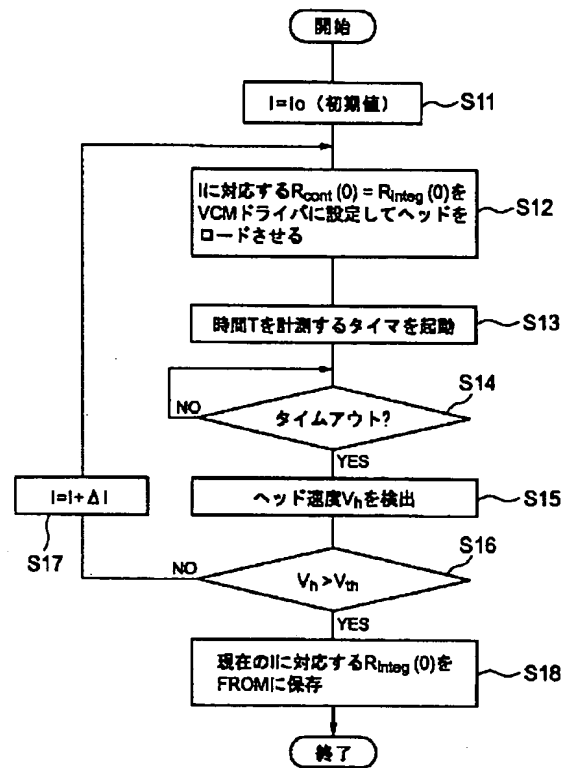 開始
I=I0 (初期値)
S11
Iに対応するRcont(0) = Rinteg(0)を
VCMドライバに設定してヘッドを
ロードさせる
S12
時間Tを計測するタイマを起動
S13
S14
タイムアウト?
NO
YES
ヘッド速度Vhを検出
S15
I=I+ΔI
S17
S16
Vh>Vth
NO
YES
現在のIに対応するRinteg(0)を
FROMに保存
S18
終了